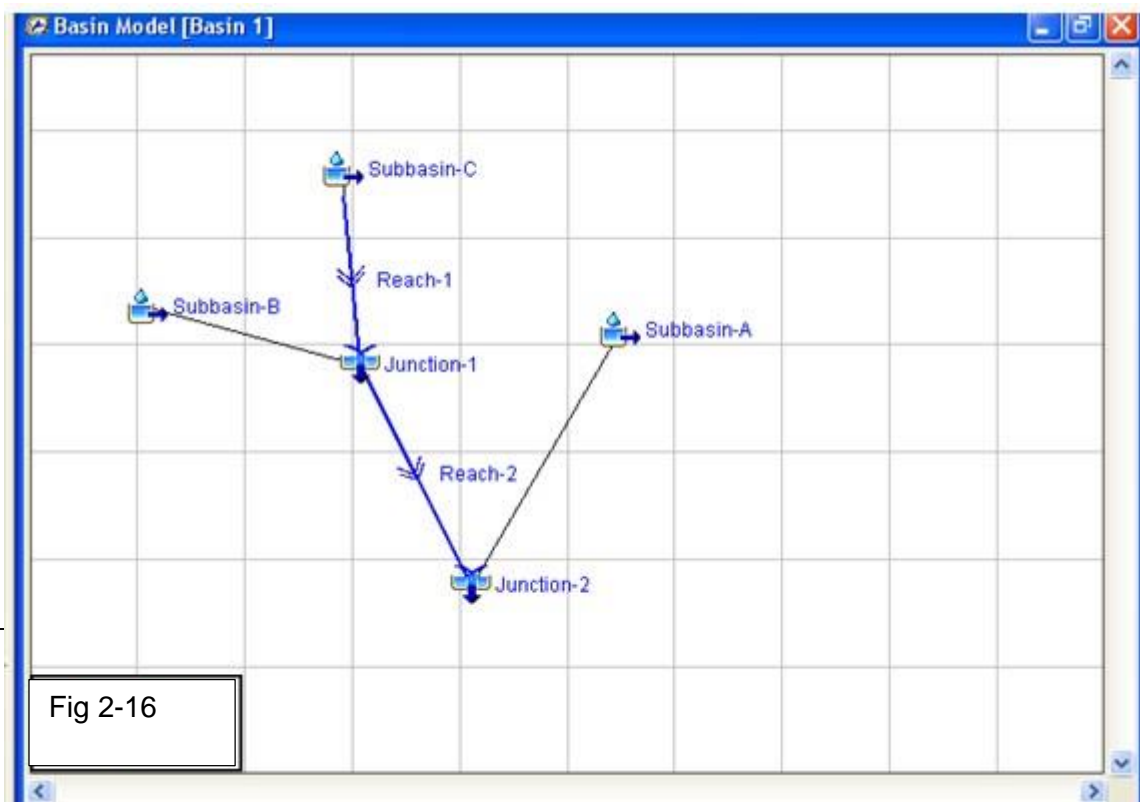 Basin Model [Basin 1]
Subbasin-C
Reach-1
Subbasin-B
Subbasin-A
Junction-1
Reach-2
Junction-2
Fig 2-16